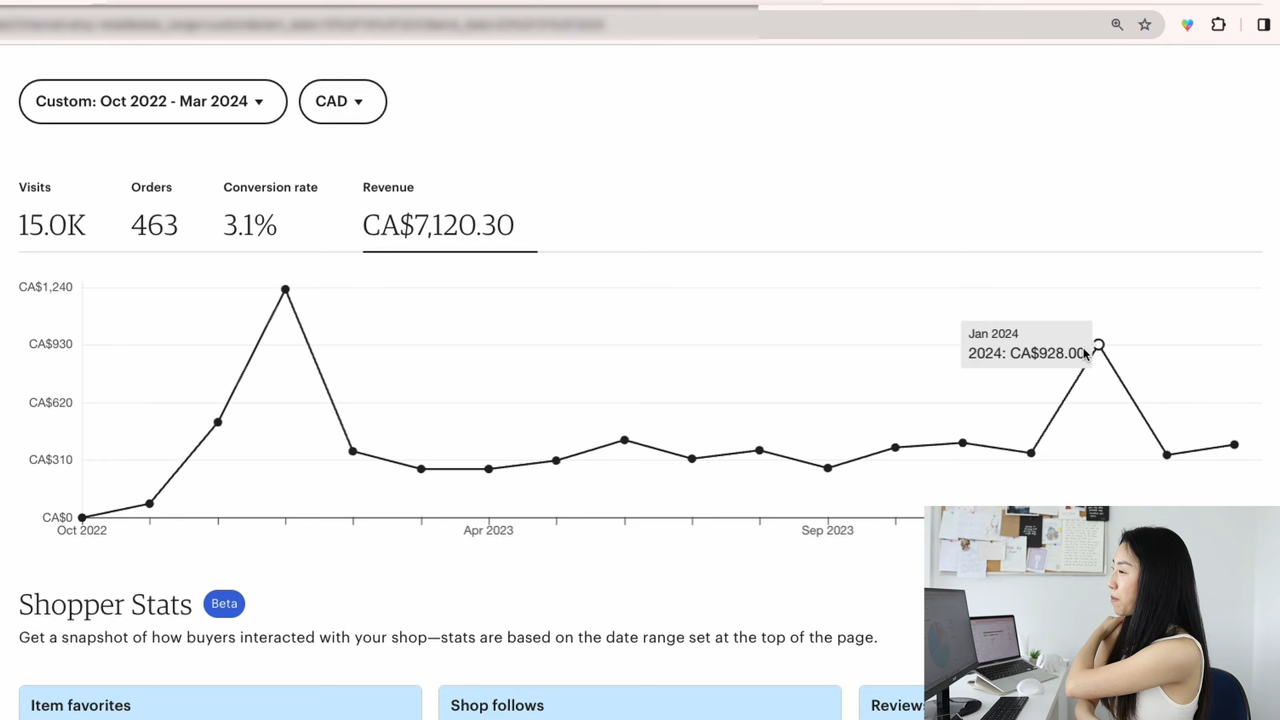 Custom: Oct 2022 - Mar 2024
CAD
Visits
Orders
Conversion rate
Revenue
15.0K
463
3.1%
CA$7,120.30
CA$1,240
CA$930
CA$620
CA$310
CA$0
Jan 2024
2024: CA$928.00
Oct 2022
Apr 2023
Sep 2023
Shopper Stats
Beta
Get a snapshot of how buyers interacted with your shop—stats are based on the date range set at the top of the page.
Item favorites
Shop follows